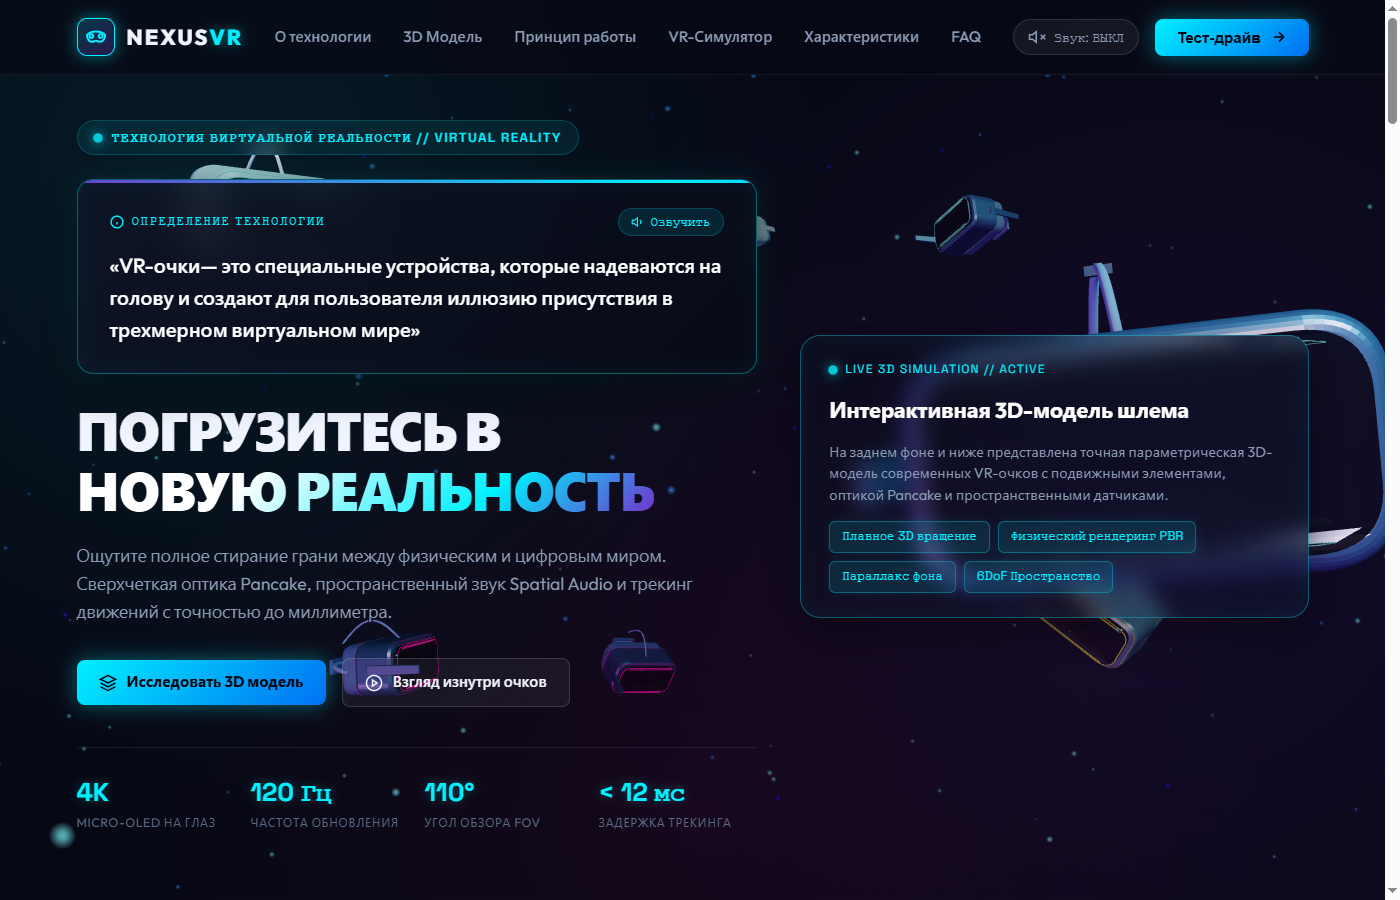 NEXUSVR
О технологии
3D Модель
Принцип работы
VR-Симулятор
Характеристики
FAQ
Звук: ВЫКЛ
Тест-драйв
ТЕХНОЛОГИЯ ВИРТУАЛЬНОЙ РЕАЛЬНОСТИ // VIRTUAL REALITY
ОПРЕДЕЛЕНИЕ ТЕХНОЛОГИИ
Озвучить
«VR-очки— это специальные устройства, которые надеваются на
голову и создают для пользователя иллюзию присутствия в
трехмерном виртуальном мире»
ПОГРУЗИТЕСЬ В
НОВУЮ РЕАЛЬНОСТЬ
Ощутите полное стирание грани между физическим и цифровым миром.
Сверхчеткая оптика Pancake, пространственный звук Spatial Audio и трекинг
движений с точностью до миллиметра.
Исследовать 3D модель
Взгляд изнутри очков
4K
MICRO-OLED НА ГЛАЗ
120 Гц
ЧАСТОТА ОБНОВЛЕНИЯ
110°
УГОЛ ОБЗОРА FOV
< 12 мс
ЗАДЕРЖКА ТРЕКИНГА
LIVE 3D SIMULATION // ACTIVE
Интерактивная 3D-модель шлема
На заднем фоне и ниже представлена точная параметрическая 3D-
модель современных VR-очков с подвижными элементами,
оптикой Pancake и пространственными датчиками.
Плавное 3D вращение
Физический рендеринг PBR
Параллакс фона
6DoF Пространство